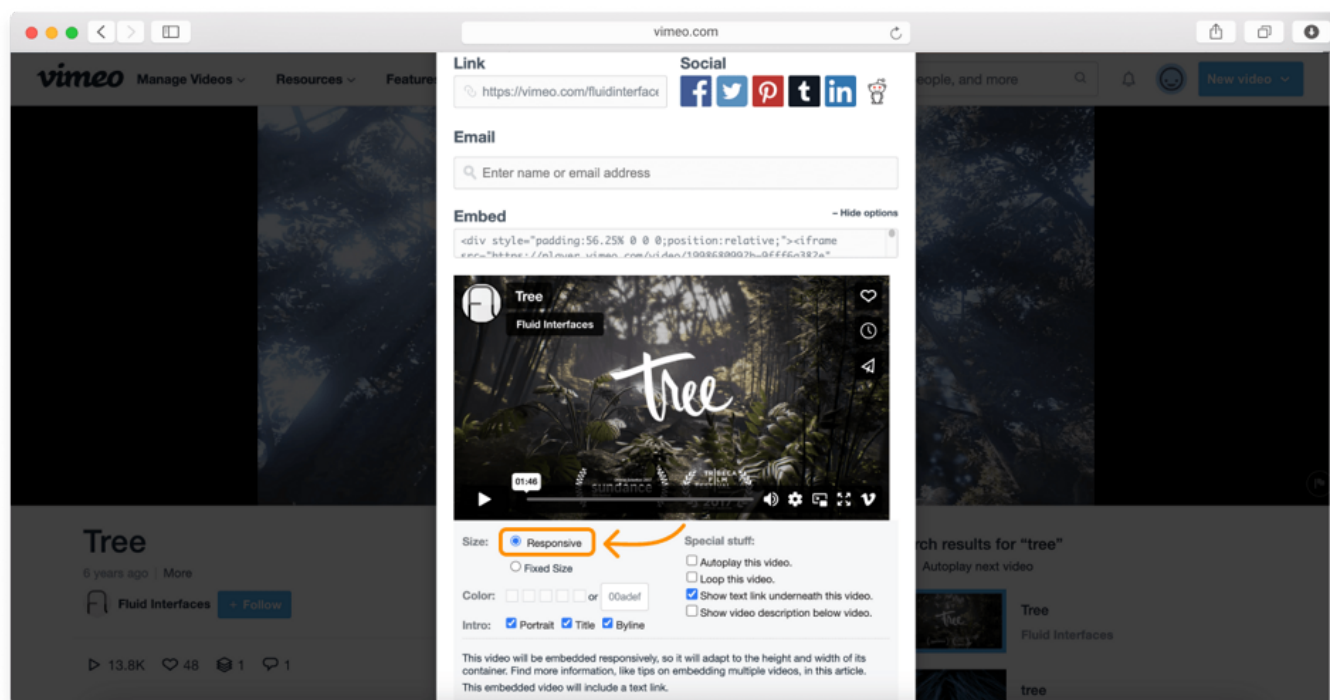 vimeo.com
vimeo Manage Videos Resources Feature
eople, and more
New video
Link
https://vimeo.com/fluidinterface
Social
Email
Enter name or email address
Embed
– Hide options
<div style="padding:56.25% 0 0 0;position:relative;"><iframe
Tree
Fluid Interfaces
tree
sundance
TRIBECA
FILM
2017
01:46
Size:
Responsive
Fixed Size
Color:
or 00adef
Intro: Portrait Title Byline
Special stuff:
Autoplay this video.
Loop this video.
Show text link underneath this video.
Show video description below video.
This video will be embedded responsively, so it will adapt to the height and width of its
container. Find more information, like tips on embedding multiple videos, in this article.
This embedded video will include a text link.
Tree
6 years ago | More
Fluid Interfaces + Follow
13.8K 48 1 1
rch results for “tree”
Autoplay next video
Tree
Fluid Interfaces
tree